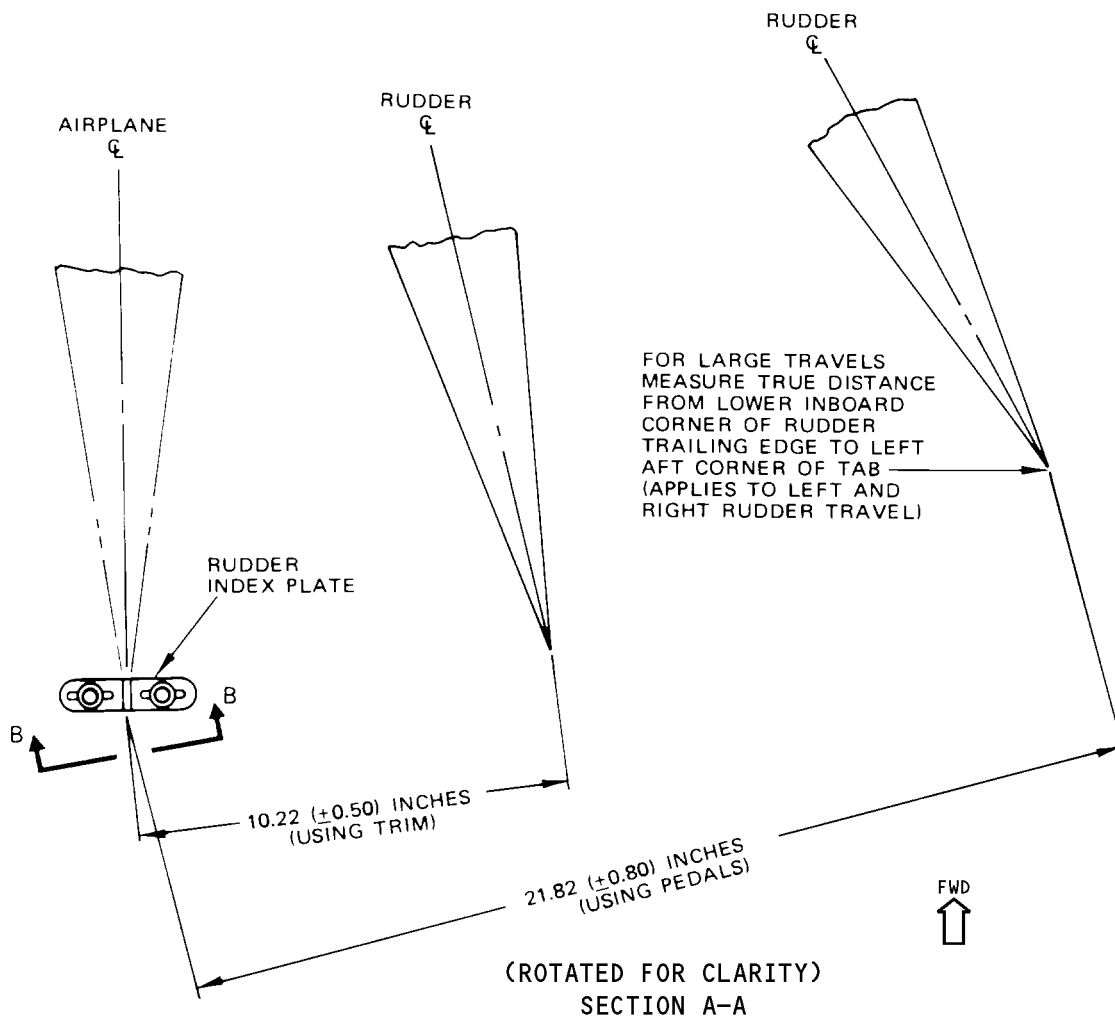 RUDDER
℄
RUDDER
℄
AIRPLANE
℄
FOR LARGE TRAVELS
MEASURE TRUE DISTANCE
FROM LOWER INBOARD
CORNER OF RUDDER
TRAILING EDGE TO LEFT
AFT CORNER OF TAB
(APPLIES TO LEFT AND
RIGHT RUDDER TRAVEL)
RUDDER
INDEX PLATE
B
B
10.22 (±0.50) INCHES
(USING TRIM)
21.82 (±0.80) INCHES
(USING PEDALS)
FWD
(ROTATED FOR CLARITY)
SECTION A-A